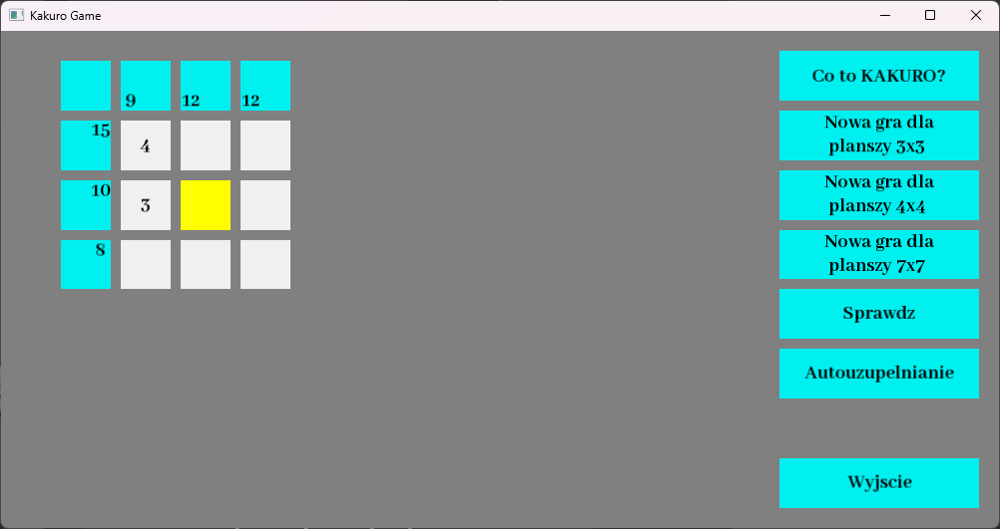 Kakuro Game
9 12 12
15 4
10 3
8
Co to KAKURO?
Nowa gra dla
planszy 3x3
Nowa gra dla
planszy 4x4
Nowa gra dla
planszy 7x7
Sprawdz
Autouzupelnianie
Wyjscie